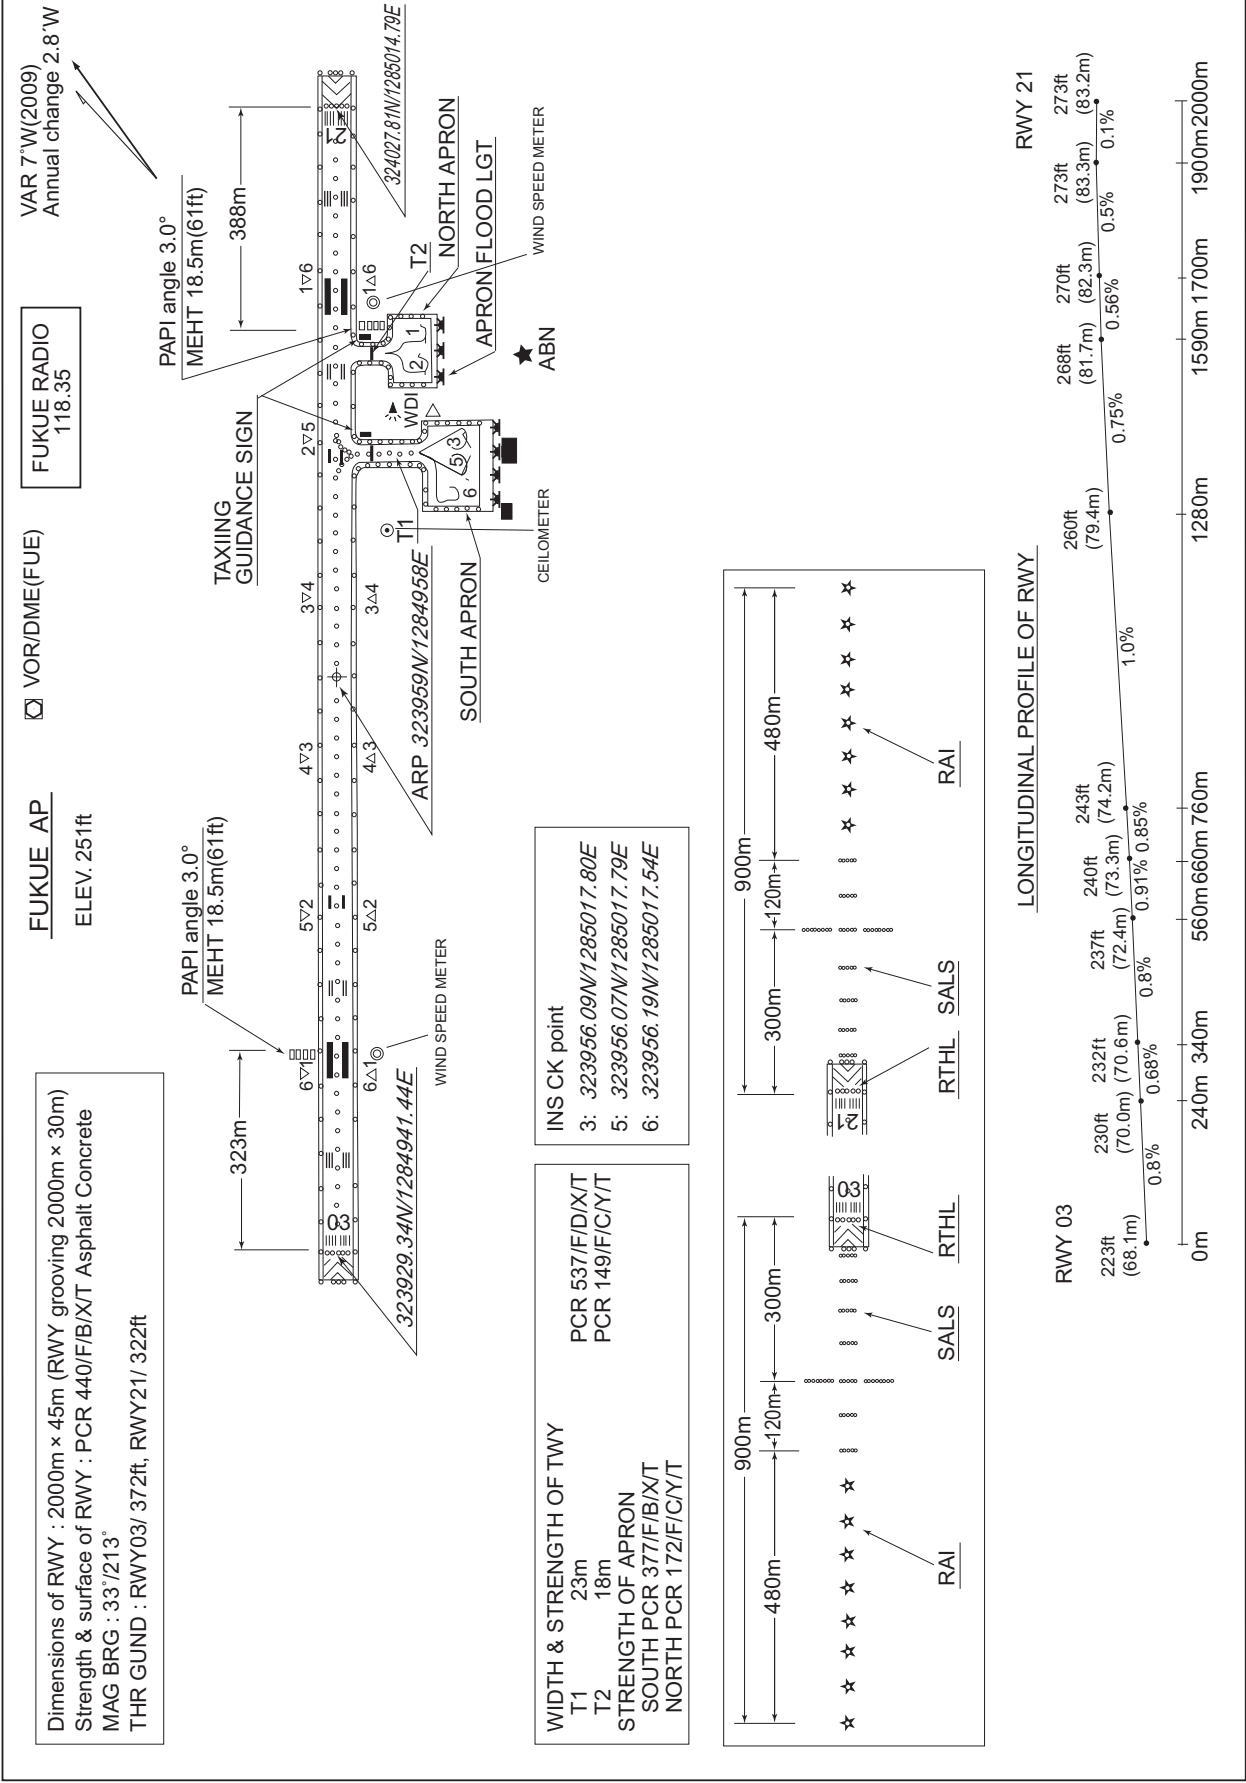 FUKUE AP
ELEV. 251ft
VOR/DME(FUE)
FUKUE RADIO
118.35
VAR 7°W(2009)
Annual change 2.8'W
Dimensions of RWY : 2000m × 45m (RWY grooving 2000m × 30m)
Strength & surface of RWY : PCR 440/F/B/X/T Asphalt Concrete
MAG BRG : 33°/213°
THR GUND : RWY03/ 372ft, RWY21/ 322ft
PAPI angle 3.0°
MEHT 18.5m(61ft)
323m
PAPI angle 3.0°
MEHT 18.5m(61ft)
388m
TAXIING
GUIDANCE SIGN
6▽1
5▽2
4▽3
3▽4
2▽5
1▽6
03
21
6△1
5△2
4△3
3△4
1△6
323929.34N/1284941.44E
WIND SPEED METER
ARP 323959N/1284958E
T1
CEILOMETER
SOUTH APRON
6
5
3
WDI
2
1
T2
NORTH APRON
APRON FLOOD LGT
ABN
WIND SPEED METER
324027.81N/1285014.79E
WIDTH & STRENGTH OF TWY
T1 23m PCR 537/F/D/X/T
T2 18m PCR 149/F/C/Y/T
STRENGTH OF APRON
SOUTH PCR 377/F/B/X/T
NORTH PCR 172/F/C/Y/T
INS CK point
3: 323956.09N/1285017.80E
5: 323956.07N/1285017.79E
6: 323956.19N/1285017.54E
900m
480m
120m
300m
RAI
SALS
RTHL
03
21
900m
300m
120m
480m
RTHL
SALS
RAI
LONGITUDINAL PROFILE OF RWY
RWY 03
RWY 21
223ft
(68.1m)
230ft
(70.0m)
232ft
(70.6m)
237ft
(72.4m)
240ft
(73.3m)
243ft
(74.2m)
260ft
(79.4m)
268ft
(81.7m)
270ft
(82.3m)
273ft
(83.3m)
273ft
(83.2m)
0.8%
0.68%
0.8%
0.91%
0.85%
1.0%
0.75%
0.56%
0.5%
0.1%
0m
240m
340m
560m
660m
760m
1280m
1590m
1700m
1900m
2000m